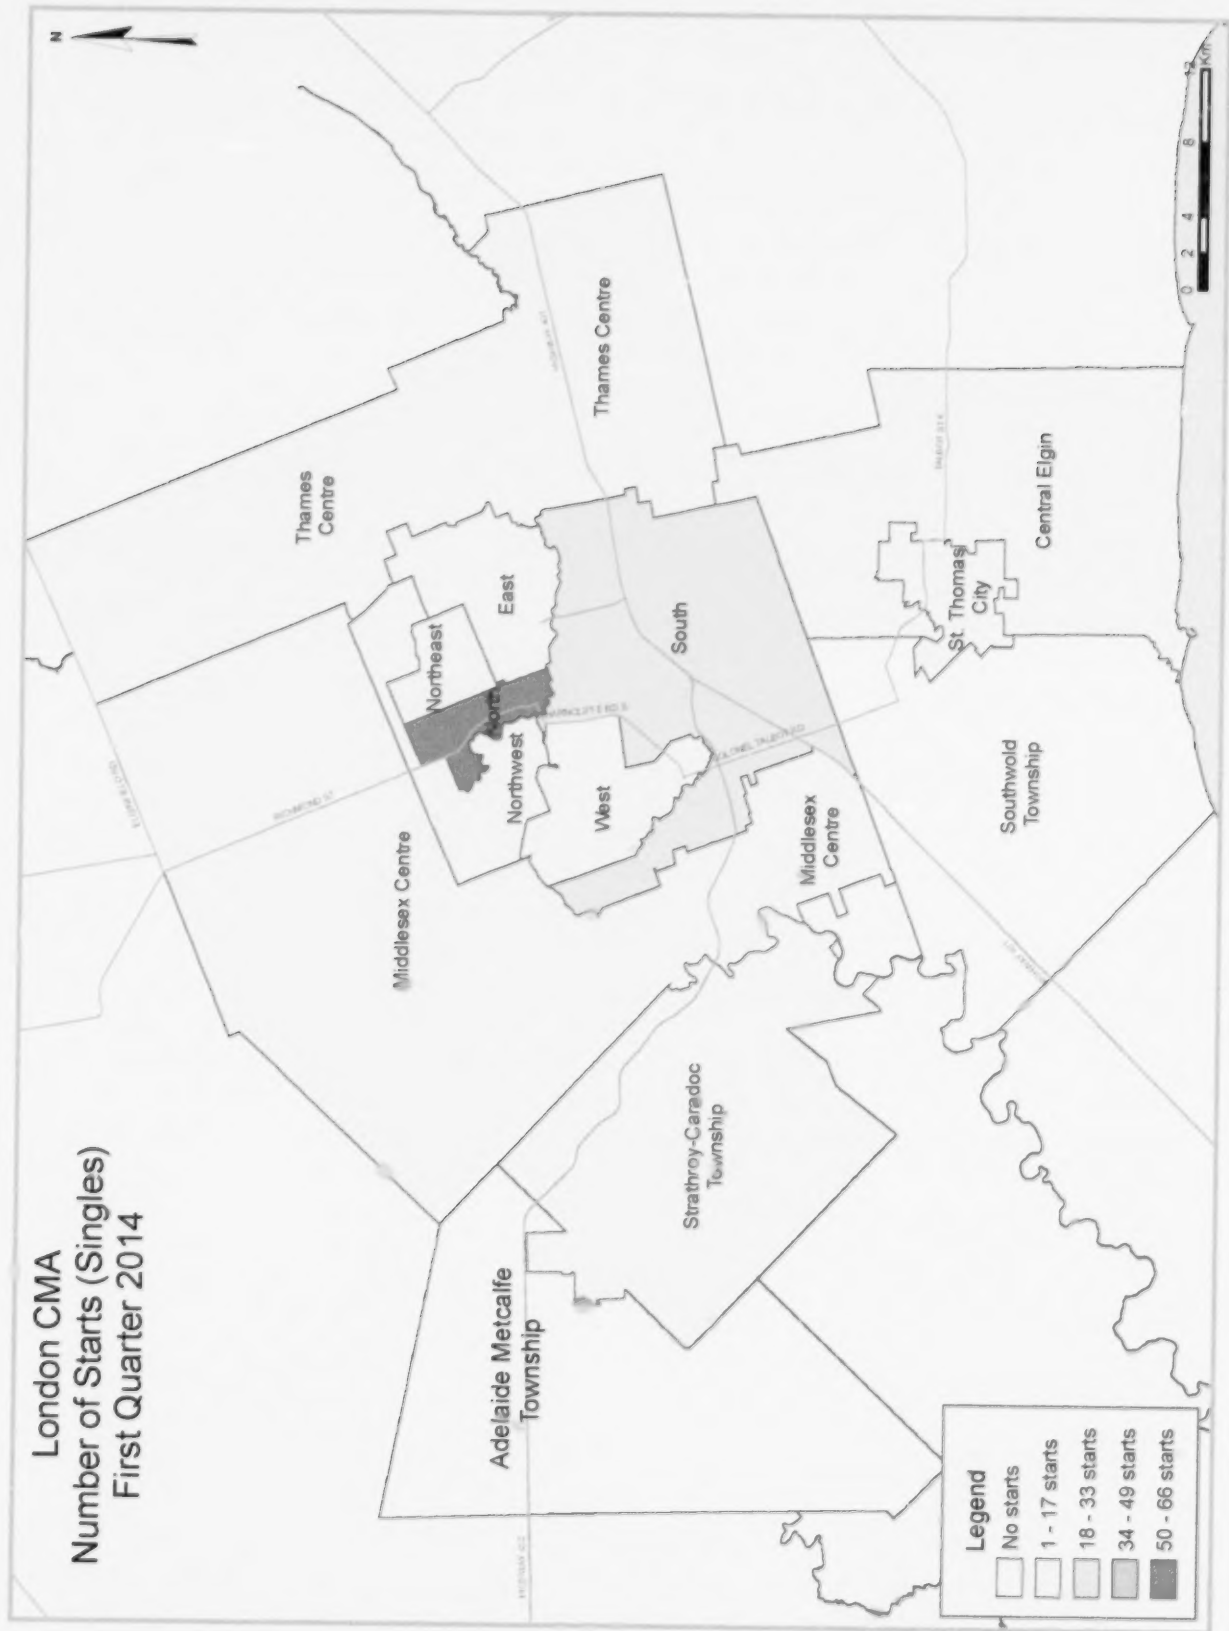 London CMA
Number of Starts (Singles)
First Quarter 2014
N
Thames
Centre
Thames Centre
Middlesex Centre
Northeast
East
North
Northwest
West
South
Middlesex
Centre
Adelaide Metcalfe
Township
Strathroy-Caradoc
Township
St. Thomas
City
Central Elgin
Southwold
Township
RICHMOND ST
Legend
No starts
1 - 17 starts
18 - 33 starts
34 - 49 starts
50 - 66 starts
0 2 4 8 12
Km